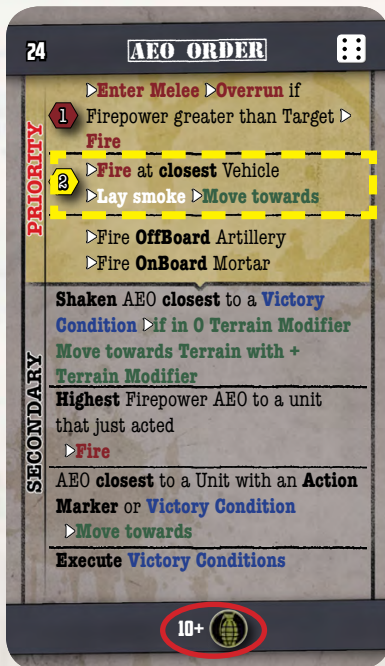 24
AEO ORDER
PRIORITY
1
▷Enter Melee ▷Overrun if
Firepower greater than Target ▷
Fire
2
▷Fire at closest Vehicle
▷Lay smoke ▷Move towards
▷Fire OffBoard Artillery
▷Fire OnBoard Mortar
SECONDARY
Shaken AEO closest to a Victory
Condition ▷if in 0 Terrain Modifier
Move towards Terrain with +
Terrain Modifier
Highest Firepower AEO to a unit
that just acted
▷Fire
AEO closest to a Unit with an Action
Marker or Victory Condition
▷Move towards
Execute Victory Conditions
10+